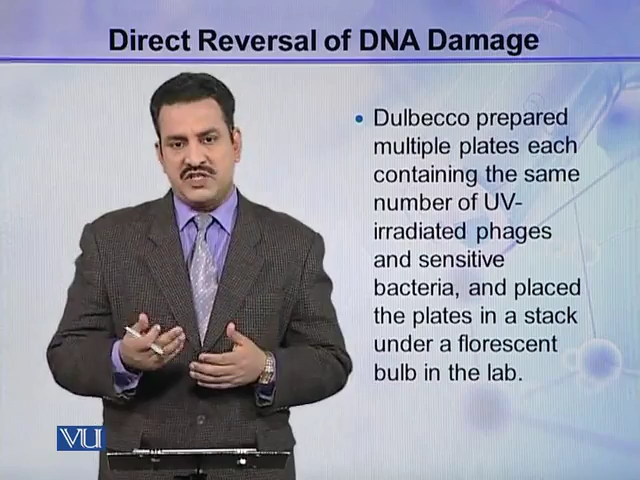 Direct Reversal of DNA Damage
• Dulbecco prepared
multiple plates each
containing the same
number of UV-
irradiated phages
and sensitive
bacteria, and placed
the plates in a stack
under a florescent
bulb in the lab.
VU